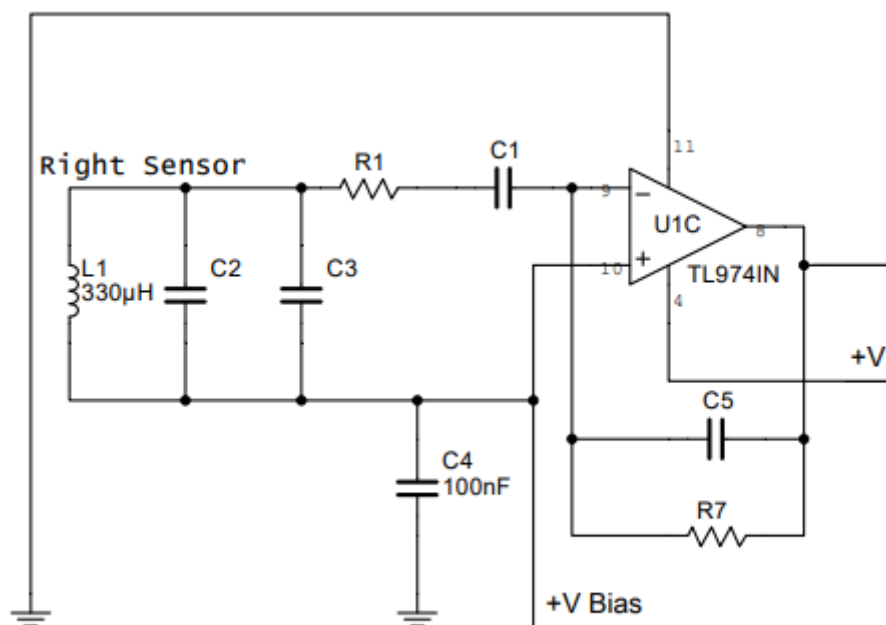 11
Right Sensor
R1
C1
9
−
U1C
8
+
10
TL974IN
L1
330µH
C2
C3
4
+V
C5
C4
100nF
R7
+V Bias